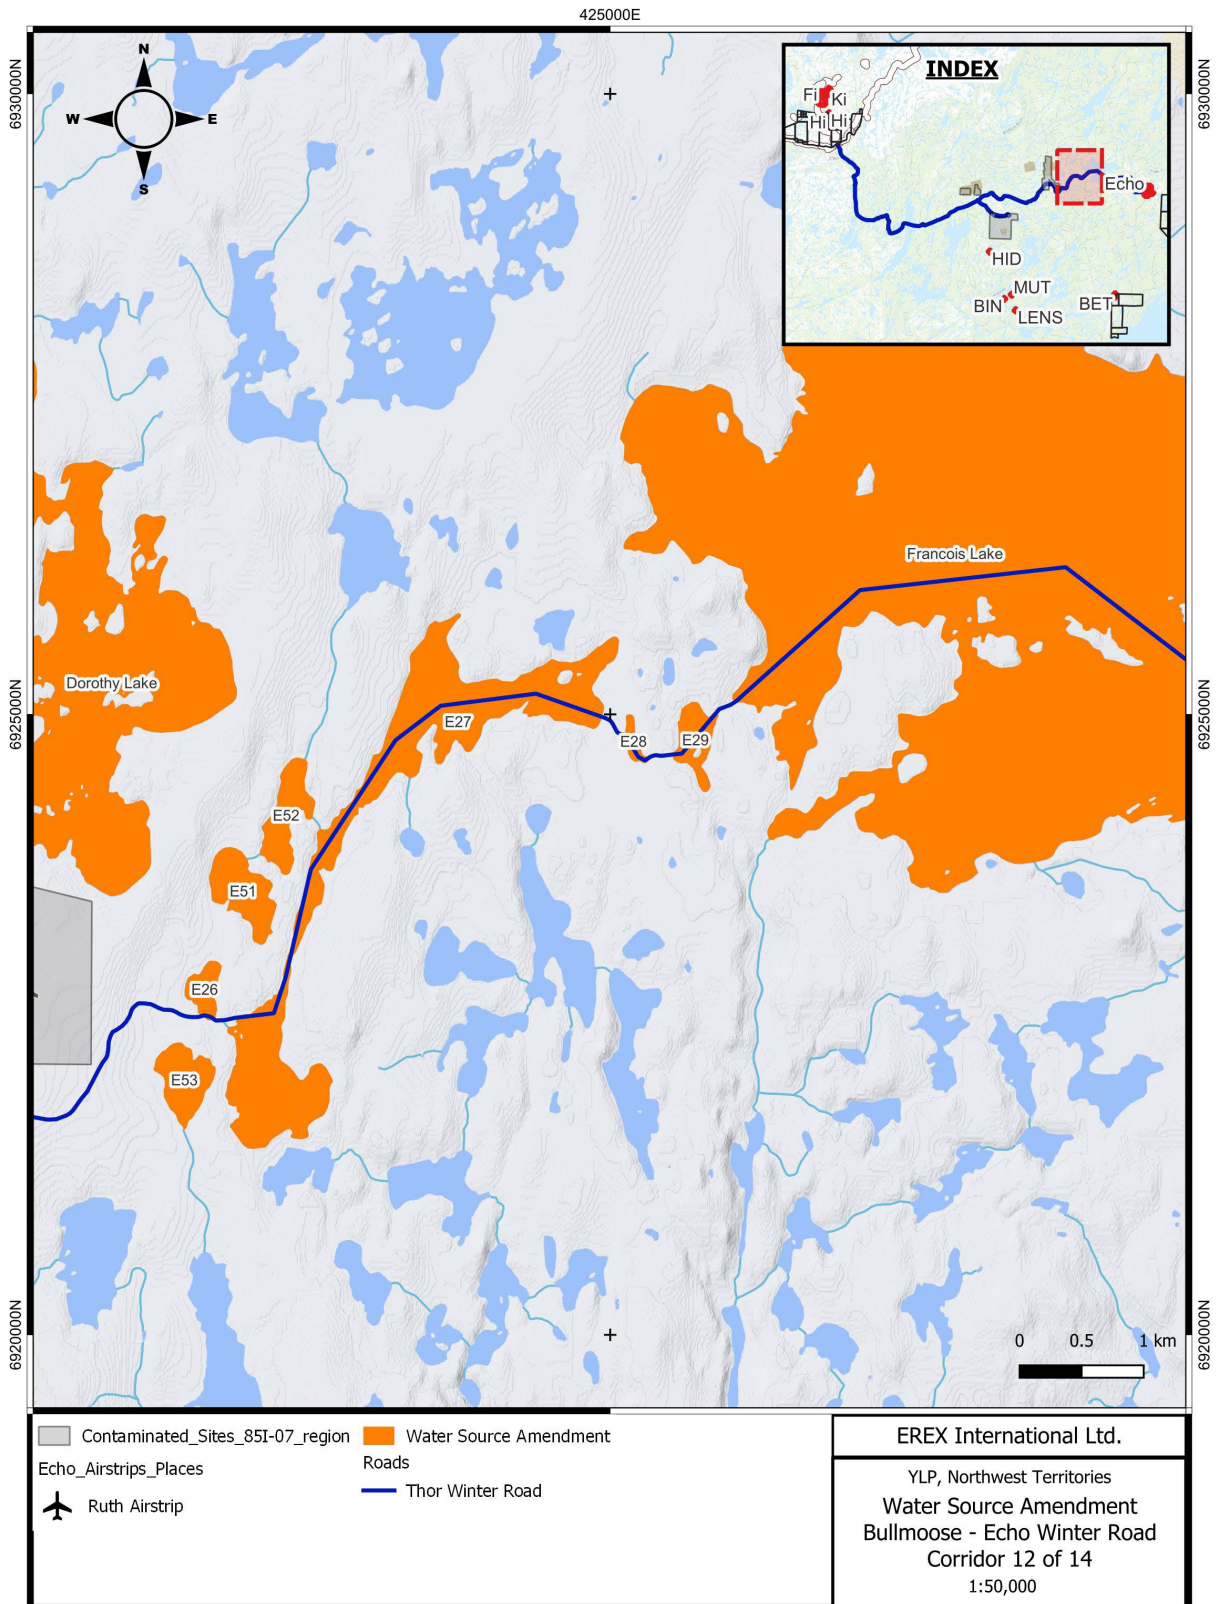 425000E
6930000N
6930000N
N
W
E
S
INDEX
Fi
Ki
Hi
Hi
Echo
HID
MUT
BIN
LENS
BET
Francois Lake
Dorothy Lake
6925000N
6925000N
E27
E28
E29
E52
E51
E26
E53
6920000N
6920000N
0 0.5 1 km
Contaminated_Sites_85I-07_region
Echo_Airstrips_Places
Ruth Airstrip
Water Source Amendment
Roads
Thor Winter Road
EREX International Ltd.
YLP, Northwest Territories
Water Source Amendment
Bullmoose - Echo Winter Road
Corridor 12 of 14
1:50,000